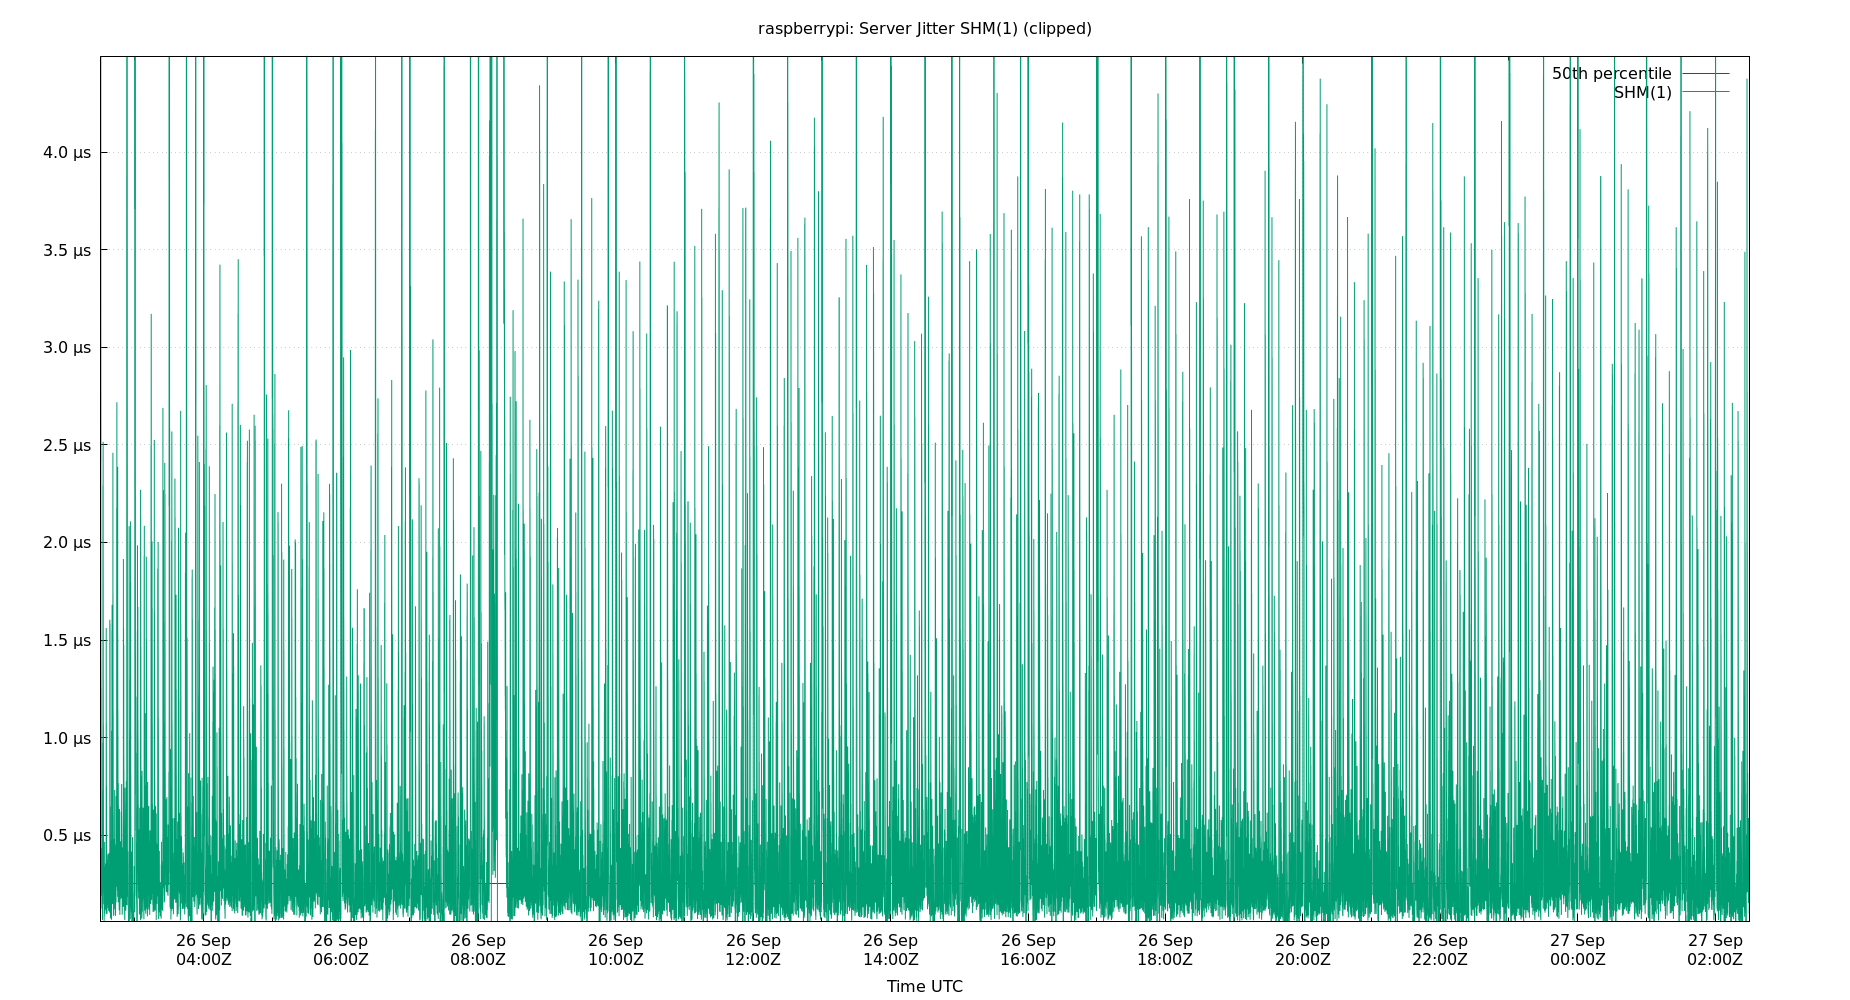 raspberrypi: Server Jitter SHM(1) (clipped)
50th percentile
SHM(1)
4.0 µs
3.5 µs
3.0 µs
2.5 µs
2.0 µs
1.5 µs
1.0 µs
0.5 µs
26 Sep 26 Sep 26 Sep 26 Sep 26 Sep 26 Sep 26 Sep 26 Sep 26 Sep 26 Sep 27 Sep 27 Sep
04:00Z 06:00Z 08:00Z 10:00Z 12:00Z 14:00Z 16:00Z 18:00Z 20:00Z 22:00Z 00:00Z 02:00Z
Time UTC